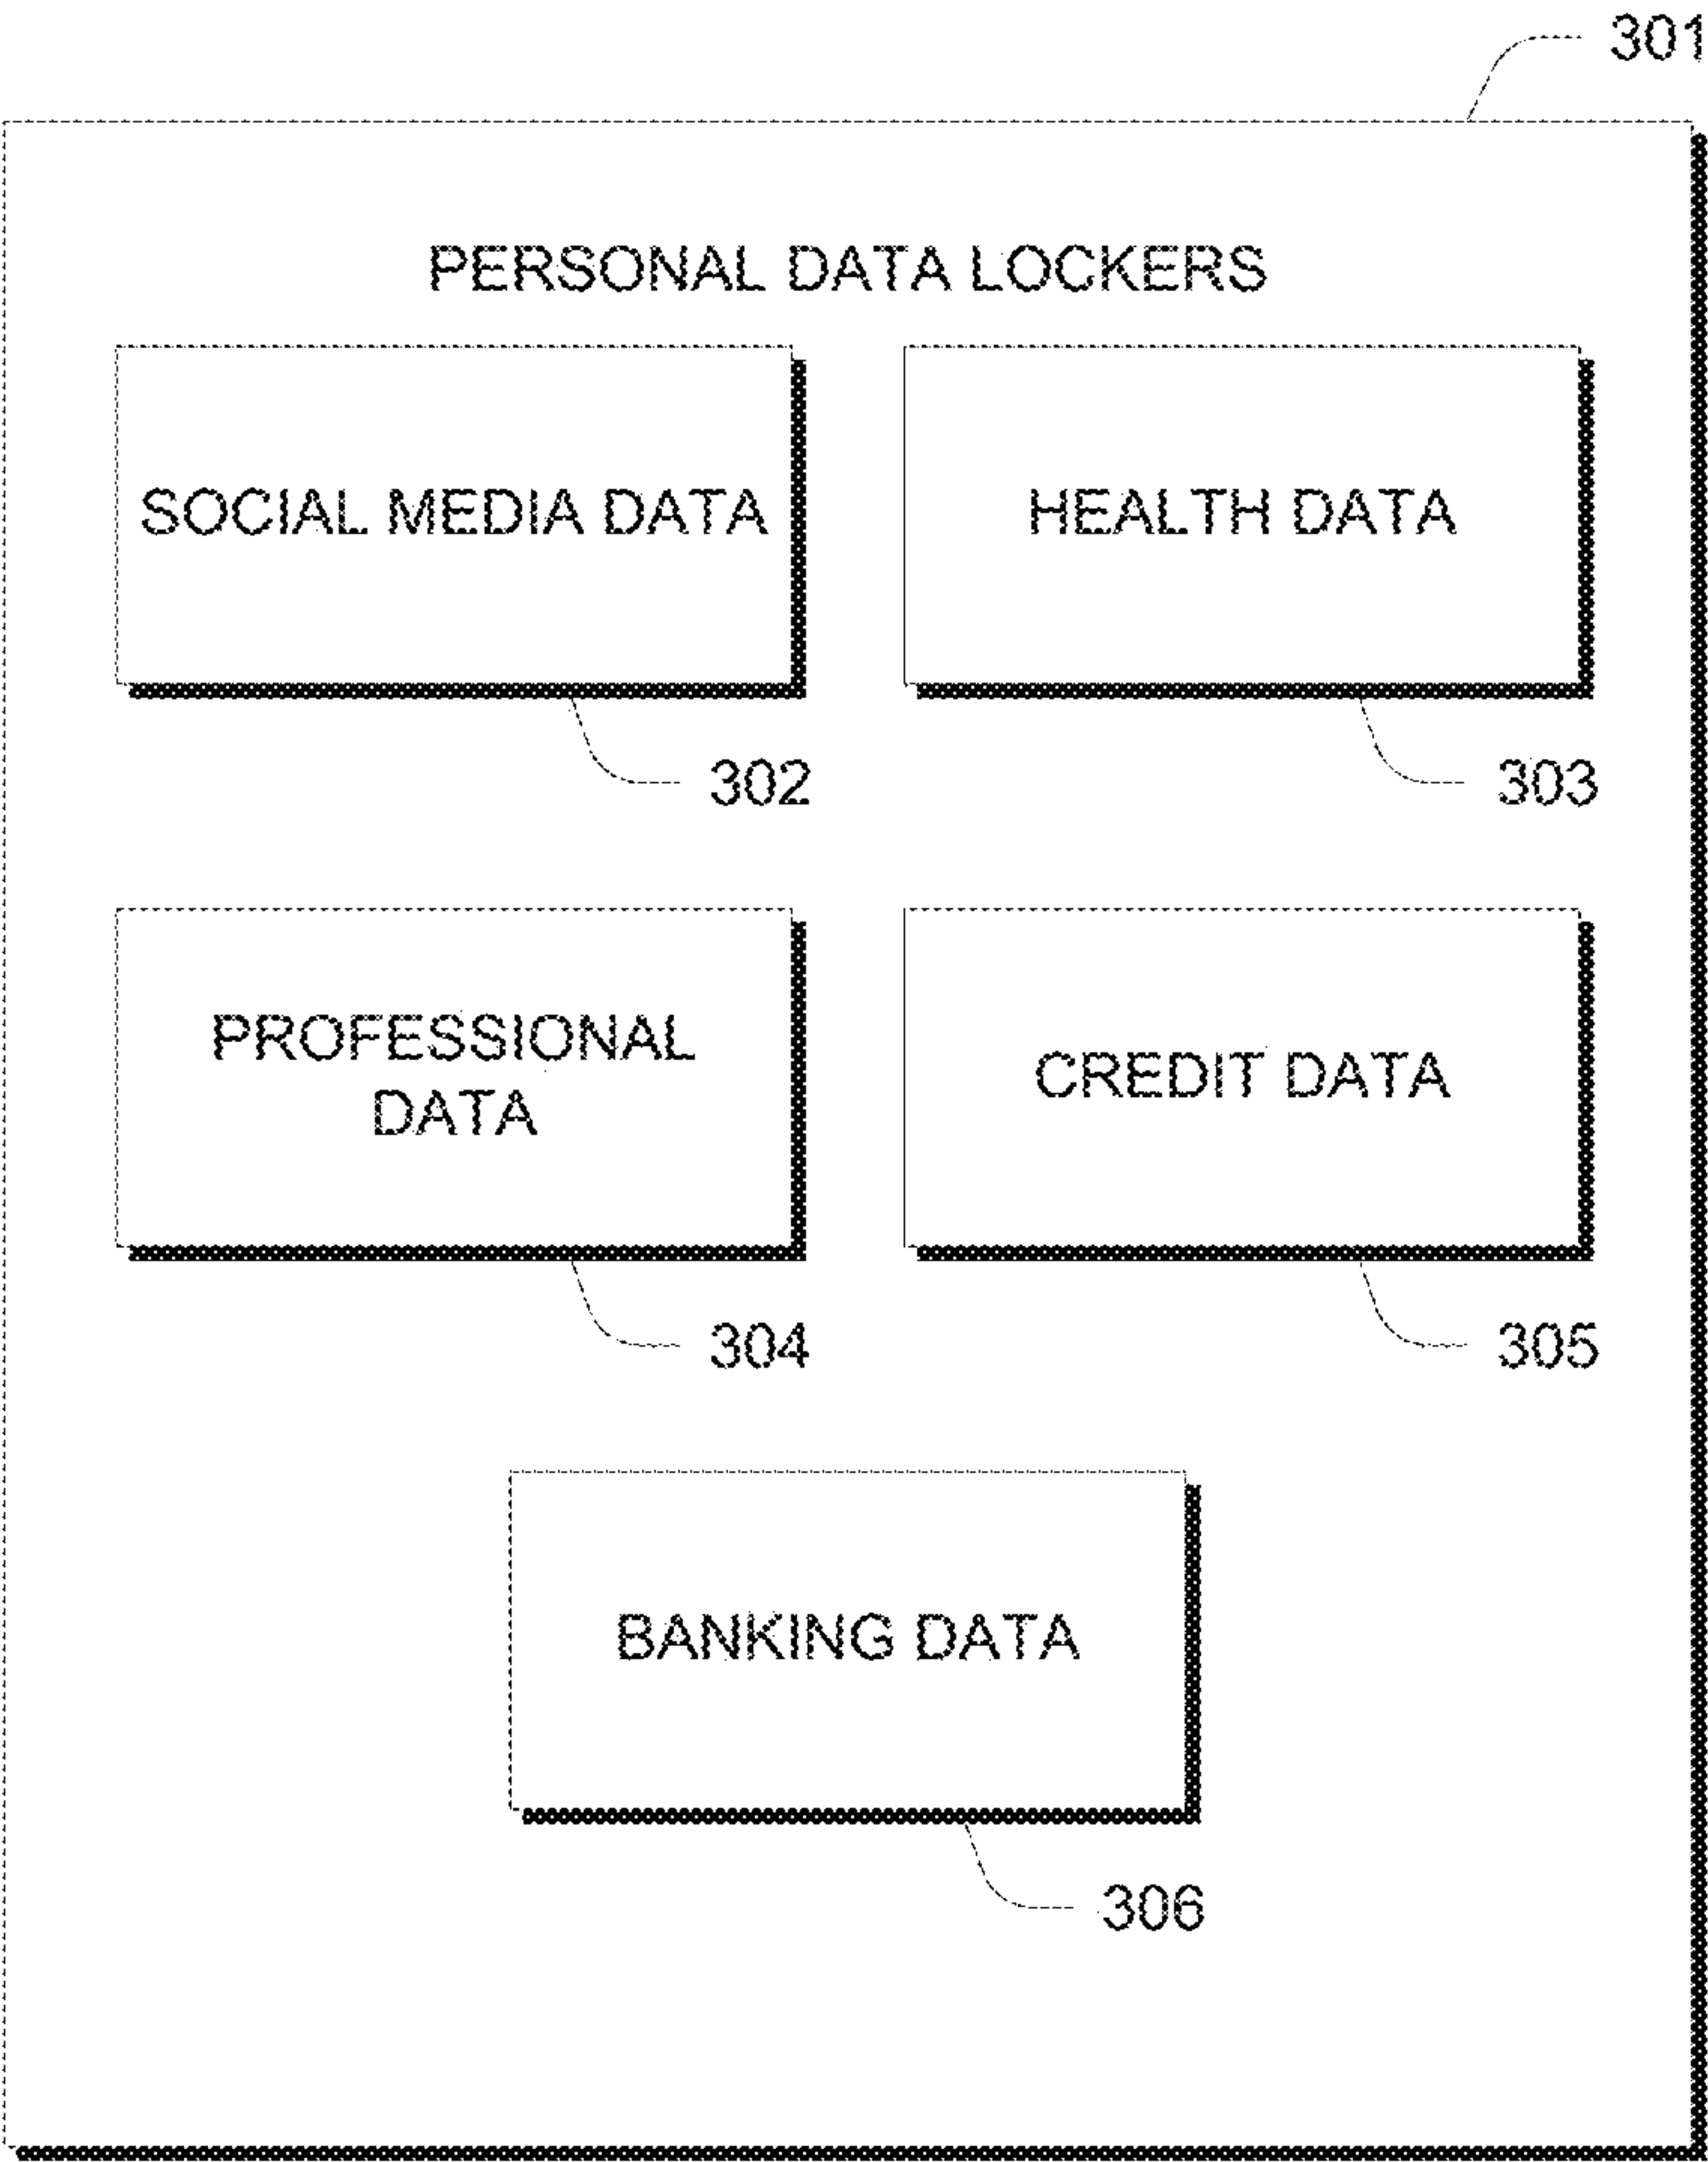 301
PERSONAL DATA LOCKERS
SOCIAL MEDIA DATA
HEALTH DATA
302
303
PROFESSIONAL
DATA
CREDIT DATA
304
305
BANKING DATA
306